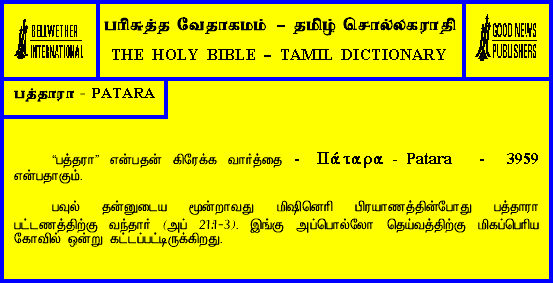 BELLWETHER
INTERNATIONAL
பரிசுத்த வேதாகமம் – தமிழ் சொல்லகராதி
THE HOLY BIBLE – TAMIL DICTIONARY
GOOD NEWS
PUBLISHERS
பத்தாரா - PATARA
“பத்தரா” என்பதன் கிரேக்க வார்த்தை - Πάταρα - Patara - 3959
என்பதாகும்.
பவுல் தன்னுடைய மூன்றாவது மிஷினெரி பிரயாணத்தின்போது பத்தாரா
பட்டணத்திற்கு வந்தார் (அப் 21:1-3). இங்கு அப்பொல்லோ தெய்வத்திற்கு மிகப்பெரிய
கோவில் ஒன்று கட்டப்பட்டிருக்கிறது.